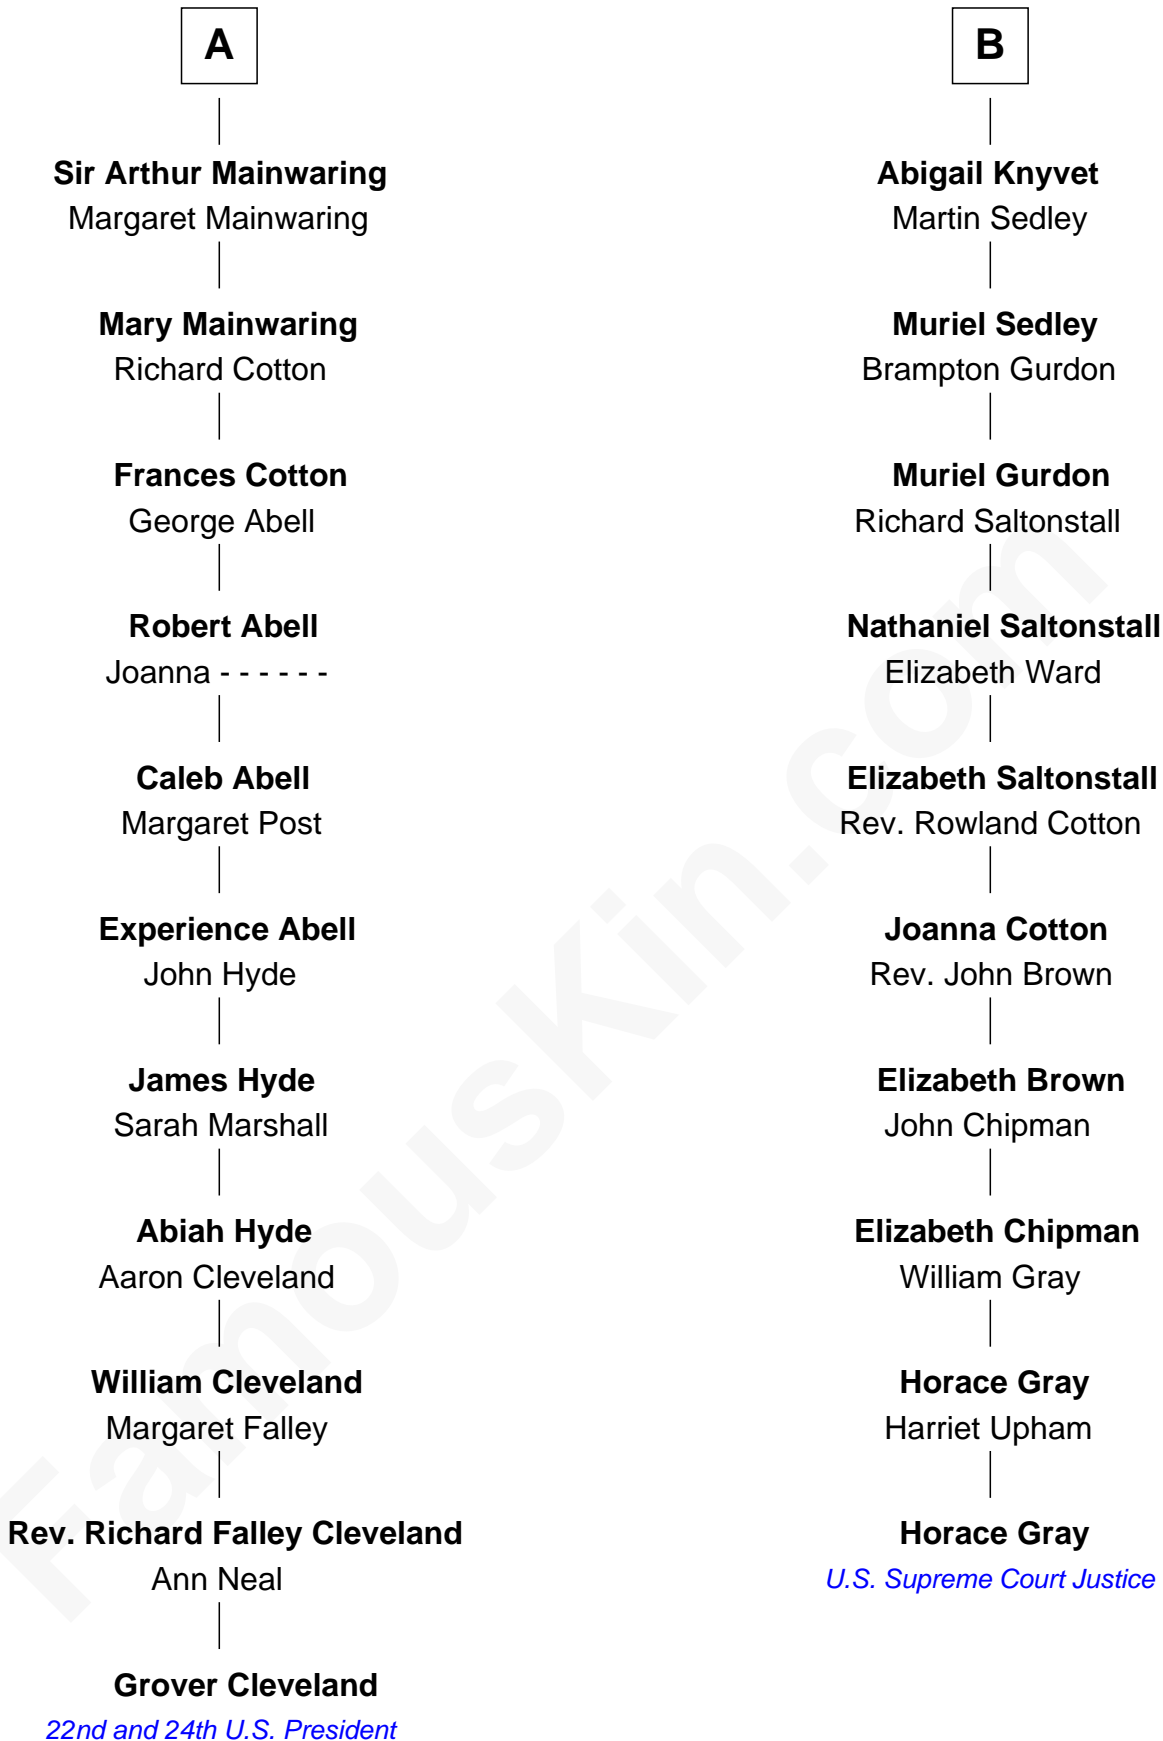 A
Sir Arthur Mainwaring
Margaret Mainwaring
Mary Mainwaring
Richard Cotton
Frances Cotton
George Abell
Robert Abell
Joanna - - - - - -
Caleb Abell
Margaret Post
Experience Abell
John Hyde
James Hyde
Sarah Marshall
Abiah Hyde
Aaron Cleveland
William Cleveland
Margaret Falley
Rev. Richard Falley Cleveland
Ann Neal
Grover Cleveland
22nd and 24th U.S. President
B
Abigail Knyvet
Martin Sedley
Muriel Sedley
Brampton Gurdon
Muriel Gurdon
Richard Saltonstall
Nathaniel Saltonstall
Elizabeth Ward
Elizabeth Saltonstall
Rev. Rowland Cotton
Joanna Cotton
Rev. John Brown
Elizabeth Brown
John Chipman
Elizabeth Chipman
William Gray
Horace Gray
Harriet Upham
Horace Gray
U.S. Supreme Court Justice
FamousKin.com